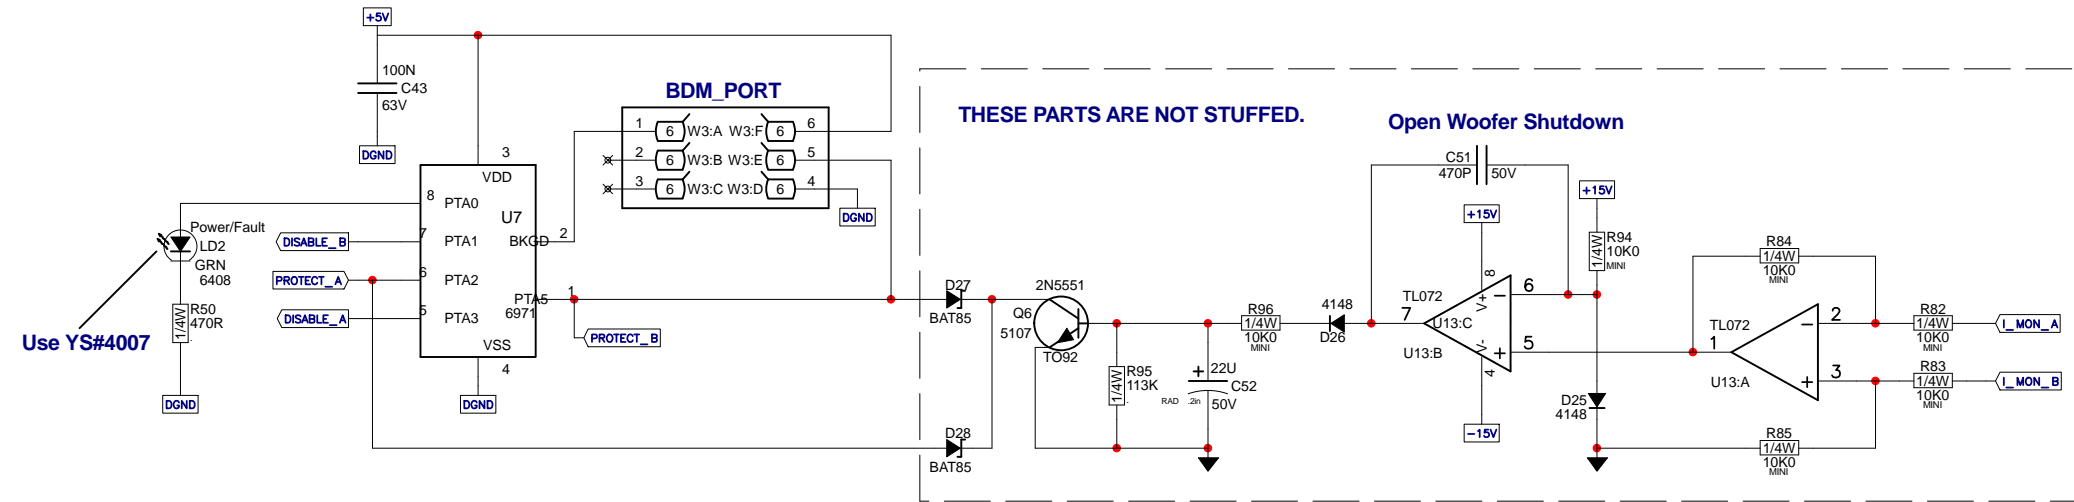 +5V
100N
C43
63V
DGND
BDM_PORT
1 6 W3:A W3:F 6 6
2 6 W3:B W3:E 6 5
3 6 W3:C W3:D 6 4
DGND
3
VDD
8 PTA0
U7
7 PTA1
BKGD 2
6 PTA2
PTA5 1
6971
5 PTA3
VSS
4
DGND
Power/Fault
LD2
GRN
6408
R50
1/4W
470R
.
DGND
Use YS#4007
DISABLE_B
PROTECT_A
DISABLE_A
PROTECT_B
THESE PARTS ARE NOT STUFFED.
Open Woofer Shutdown
D27
BAT85
D28
BAT85
2N5551
Q6
5107
TO92
R95
1/4W
113K
.
+ 22U
C52
RAD .2in 50V
R96
1/4W
10K0
MINI
4148
D26
C51
470P 50V
+15V
+15V
R94
1/4W
10K0
MINI
TL072
7
U13:C
U13:B
V+
8
V-
4
6
5
-15V
D25
4148
R84
1/4W
10K0
MINI
TL072
1
U13:A
2
3
R82
1/4W
10K0
MINI
I_MON_A
R83
1/4W
10K0
MINI
I_MON_B
R85
1/4W
10K0
MINI